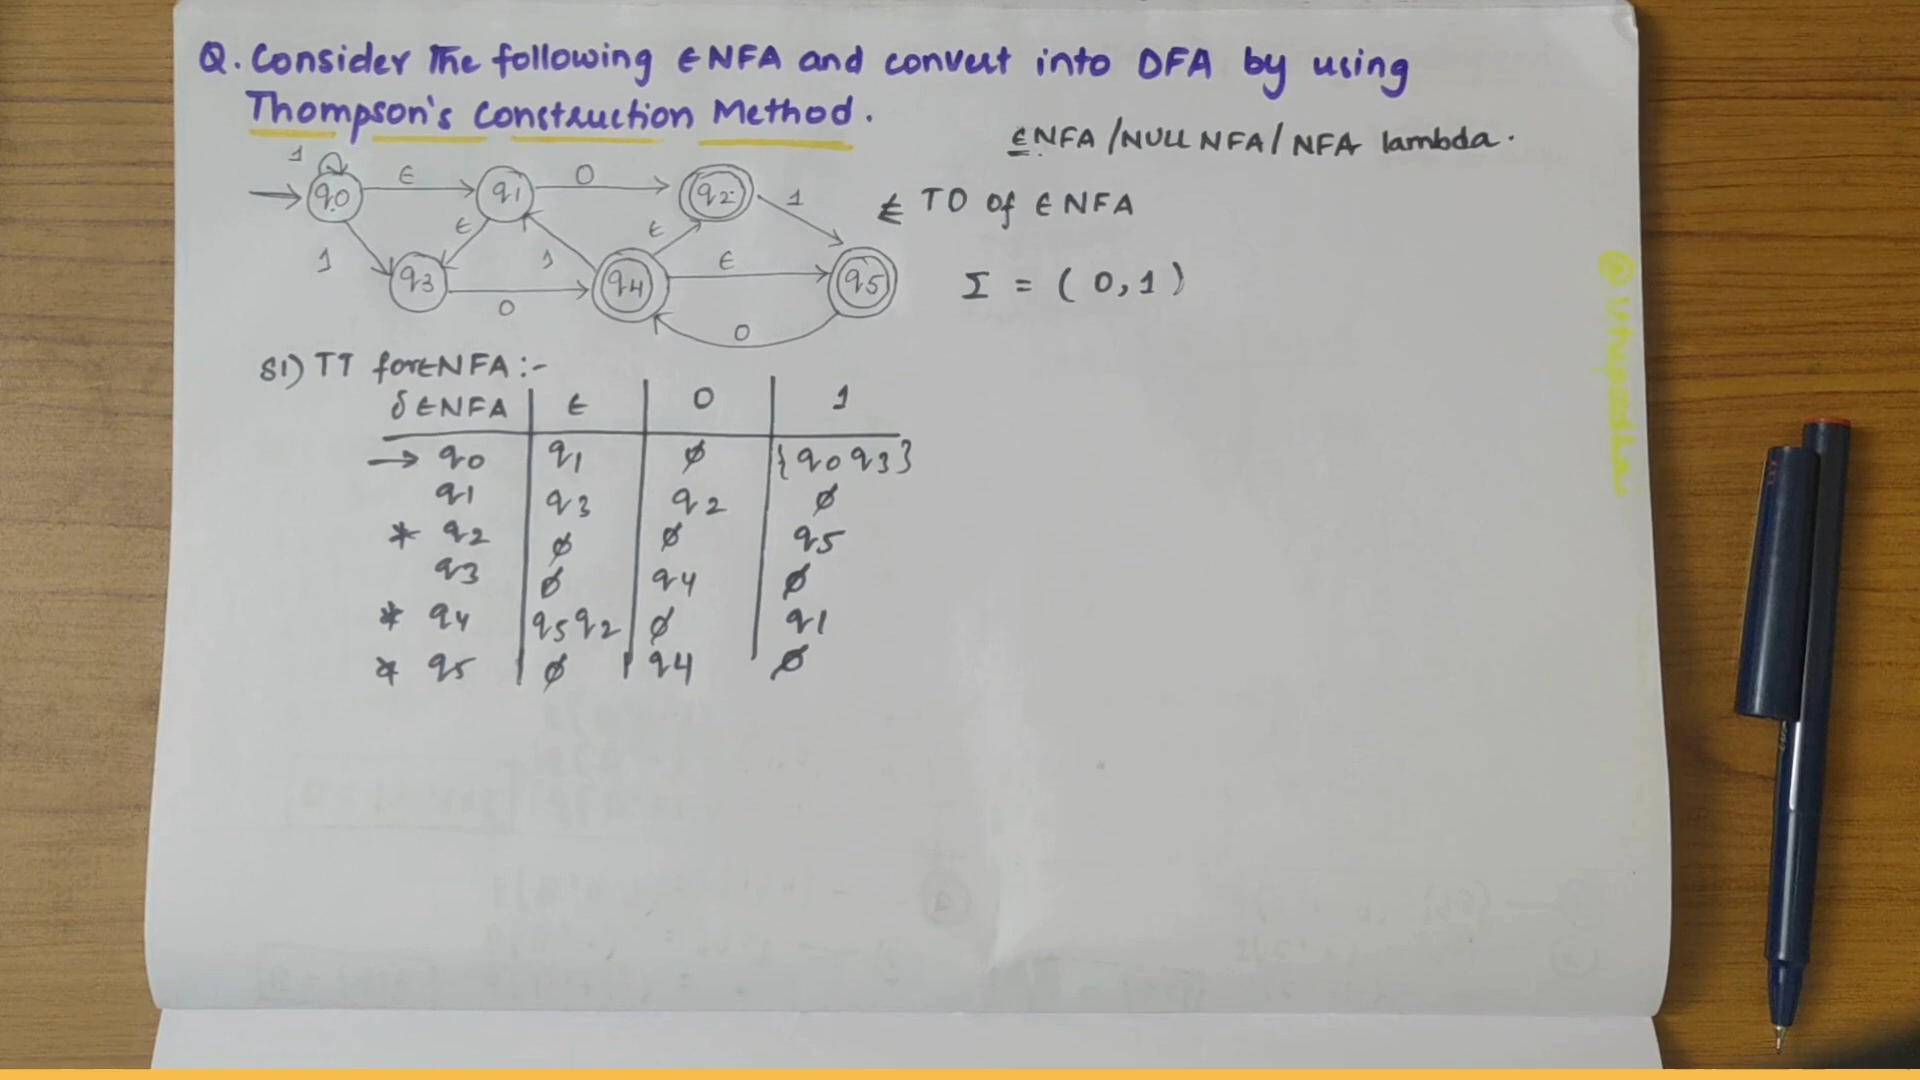 Q. Consider The following ϵNFA and convert into DFA by using
Thompson's Construction Method.
ϵNFA /NULL NFA/ NFA lambda.
1
q0 ϵ q1 0 q2 1
ϵ TD of ϵNFA
1 ϵ 1 ϵ ϵ
q3 0 q4 q5
0
Σ = ( 0,1 )
S1) TT for ϵNFA :-
δϵNFA | ϵ | 0 | 1
→ q0 | q1 | ϕ | {q0 q3}
q1 | q3 | q2 | ϕ
* q2 | ϕ | ϕ | q5
q3 | ϕ | q4 | ϕ
* q4 | q5 q2 | ϕ | q1
* q5 | ϕ | q4 | ϕ